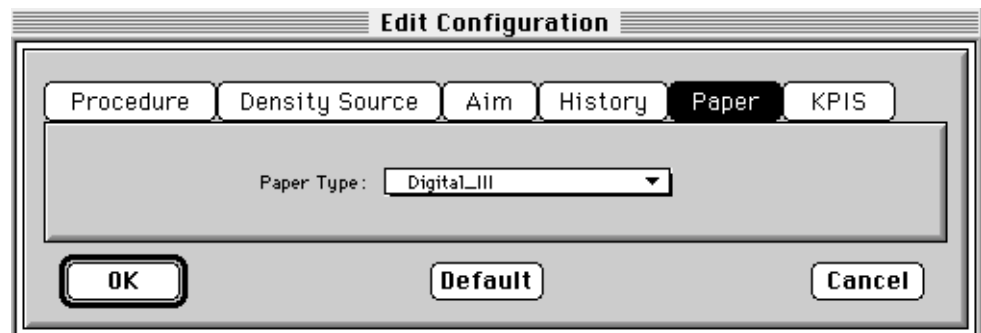 Edit Configuration
Procedure Density Source Aim History Paper KPIS
Paper Type: Digital_III
OK Default Cancel